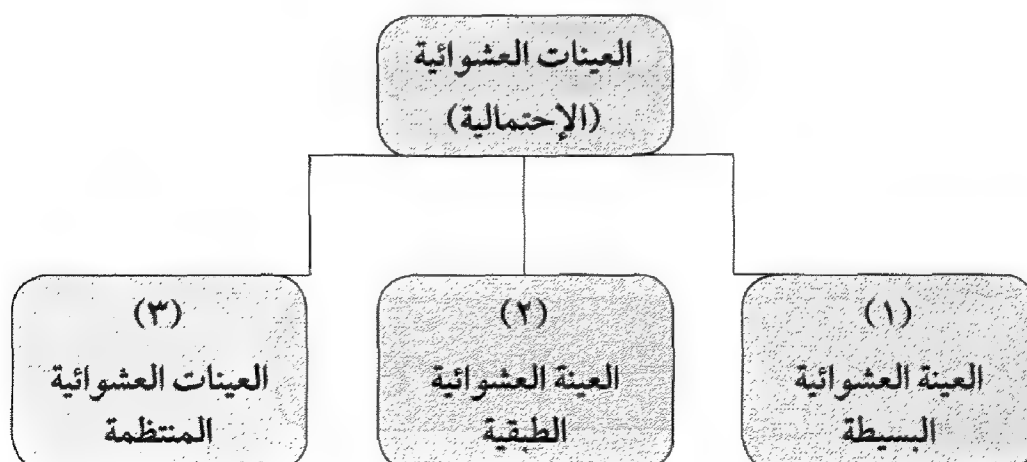 العينات العشوائية
(الإحتمالية)
(١)
العينة العشوائية
البسيطة
(٢)
العينة العشوائية
الطبقية
(٣)
العينات العشوائية
المنتظمة